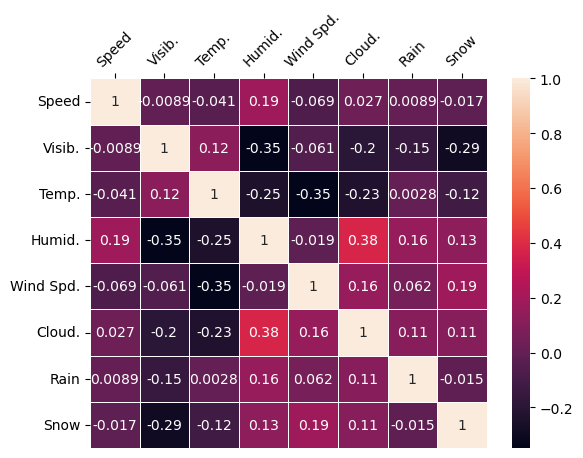 Speed Visib. Temp. Humid. Wind Spd. Cloud. Rain Snow
Speed 1 -0.0089 -0.041 0.19 -0.069 0.027 0.0089 -0.017 1.0
Visib. -0.0089 1 0.12 -0.35 -0.061 -0.2 -0.15 -0.29 0.8
Temp. -0.041 0.12 1 -0.25 -0.35 -0.23 0.0028 -0.12 0.6
Humid. 0.19 -0.35 -0.25 1 -0.019 0.38 0.16 0.13 0.4
Wind Spd. -0.069 -0.061 -0.35 -0.019 1 0.16 0.062 0.19 0.2
Cloud. 0.027 -0.2 -0.23 0.38 0.16 1 0.11 0.11 0.0
Rain 0.0089 -0.15 0.0028 0.16 0.062 0.11 1 -0.015 −0.2
Snow -0.017 -0.29 -0.12 0.13 0.19 0.11 -0.015 1